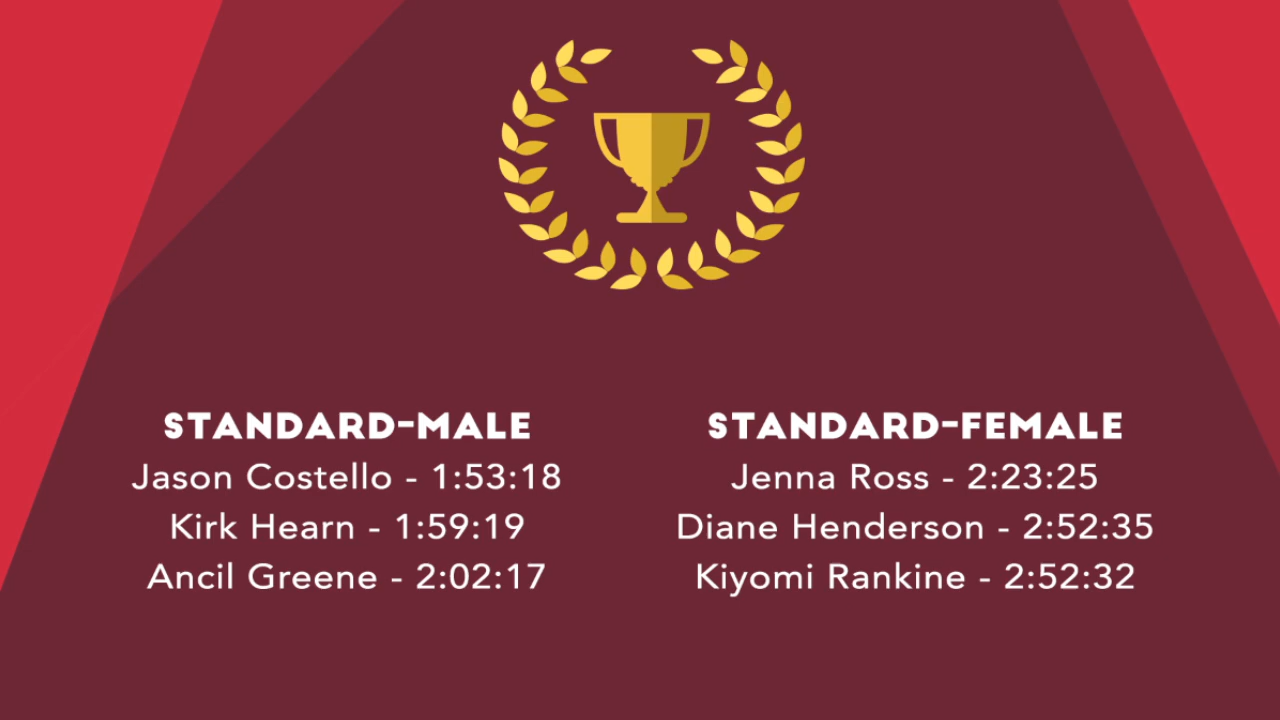 STANDARD-MALE
Jason Costello - 1:53:18
Kirk Hearn - 1:59:19
Ancil Greene - 2:02:17
STANDARD-FEMALE
Jenna Ross - 2:23:25
Diane Henderson - 2:52:35
Kiyomi Rankine - 2:52:32